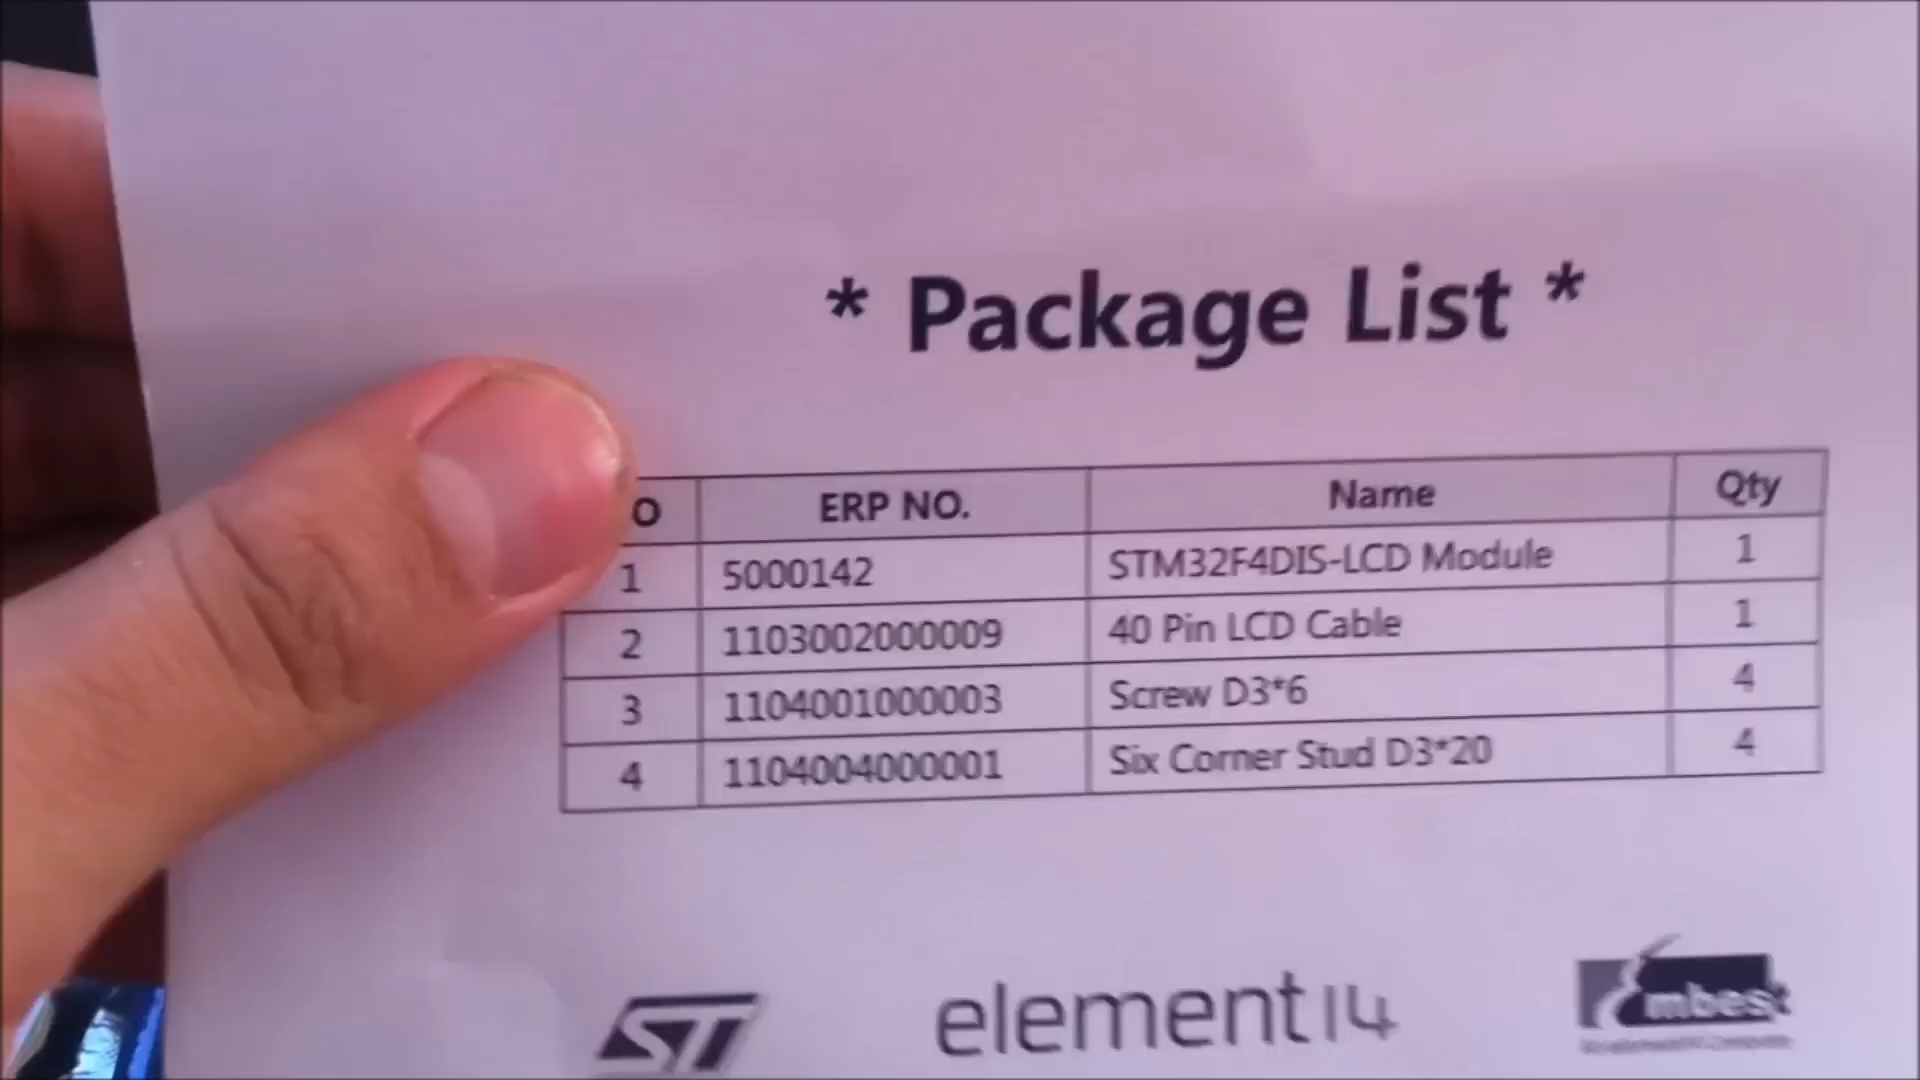 * Package List *
O ERP NO. Name Qty
1 5000142 STM32F4DIS-LCD Module 1
2 1103002000009 40 Pin LCD Cable 1
3 1104001000003 Screw D3*6 4
4 1104004000001 Six Corner Stud D3*20 4
ST element14 Embest